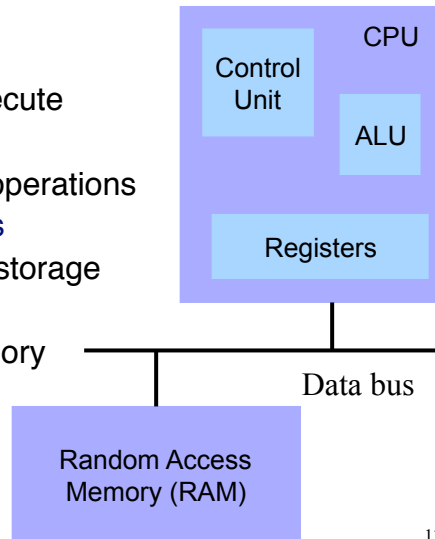 ecute
operations
s
storage
ory
CPU
Control
Unit
ALU
Registers
Data bus
Random Access
Memory (RAM)